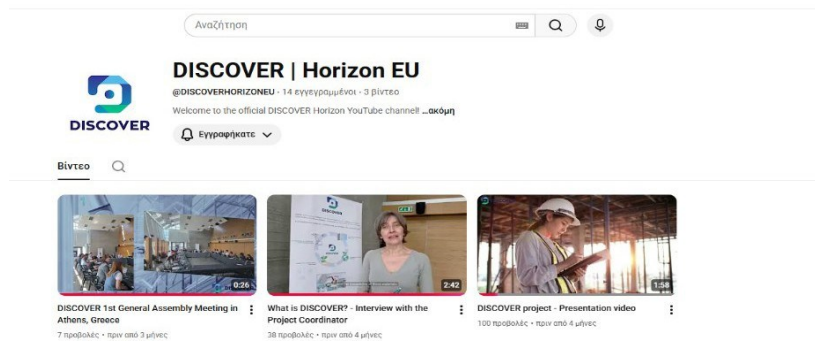 Αναζήτηση
DISCOVER | Horizon EU
@DISCOVERHORIZONEU · 14 εγγεγραμμένοι · 3 βίντεο
Welcome to the official DISCOVER Horizon YouTube channel! ...ακόμη
DISCOVER
Εγγραφήκατε
Βίντεο
DISCOVER
0:26
2:42
1:58
DISCOVER 1st General Assembly Meeting in Athens, Greece
7 προβολές • πριν από 3 μήνες
What is DISCOVER? - Interview with the Project Coordinator
38 προβολές • πριν από 4 μήνες
DISCOVER project - Presentation video
100 προβολές • πριν από 4 μήνες